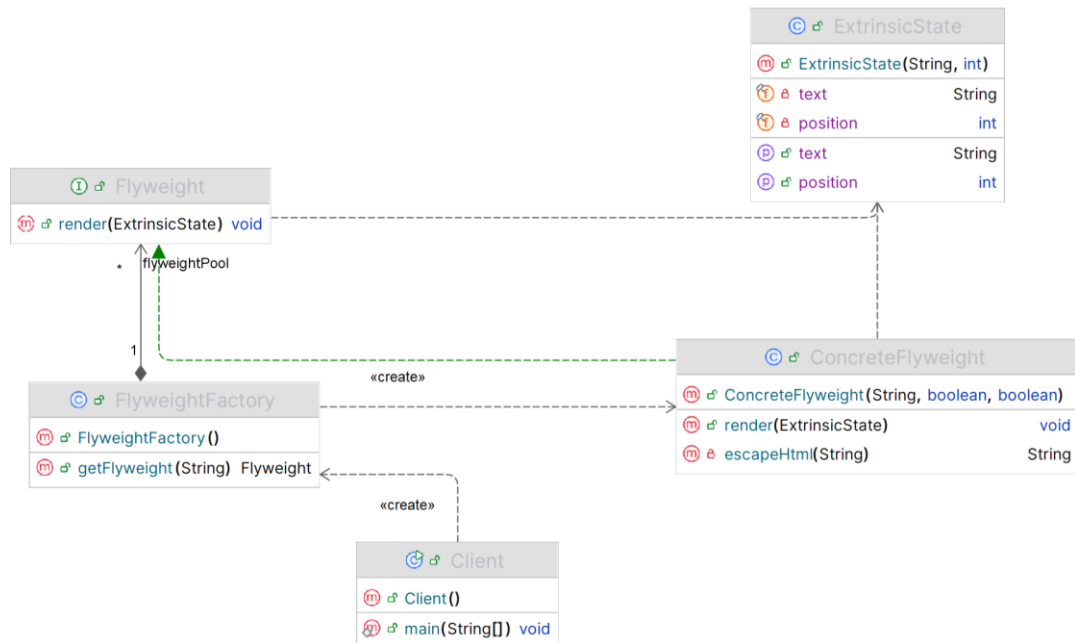 ExtrinsicState
ExtrinsicState(String, int)
text String
position int
text String
position int
Flyweight
render(ExtrinsicState) void
* flyweightPool
1
«create»
ConcreteFlyweight
ConcreteFlyweight(String, boolean, boolean)
render(ExtrinsicState) void
escapeHtml(String) String
FlyweightFactory
FlyweightFactory()
getFlyweight(String) Flyweight
«create»
Client
Client()
main(String[]) void